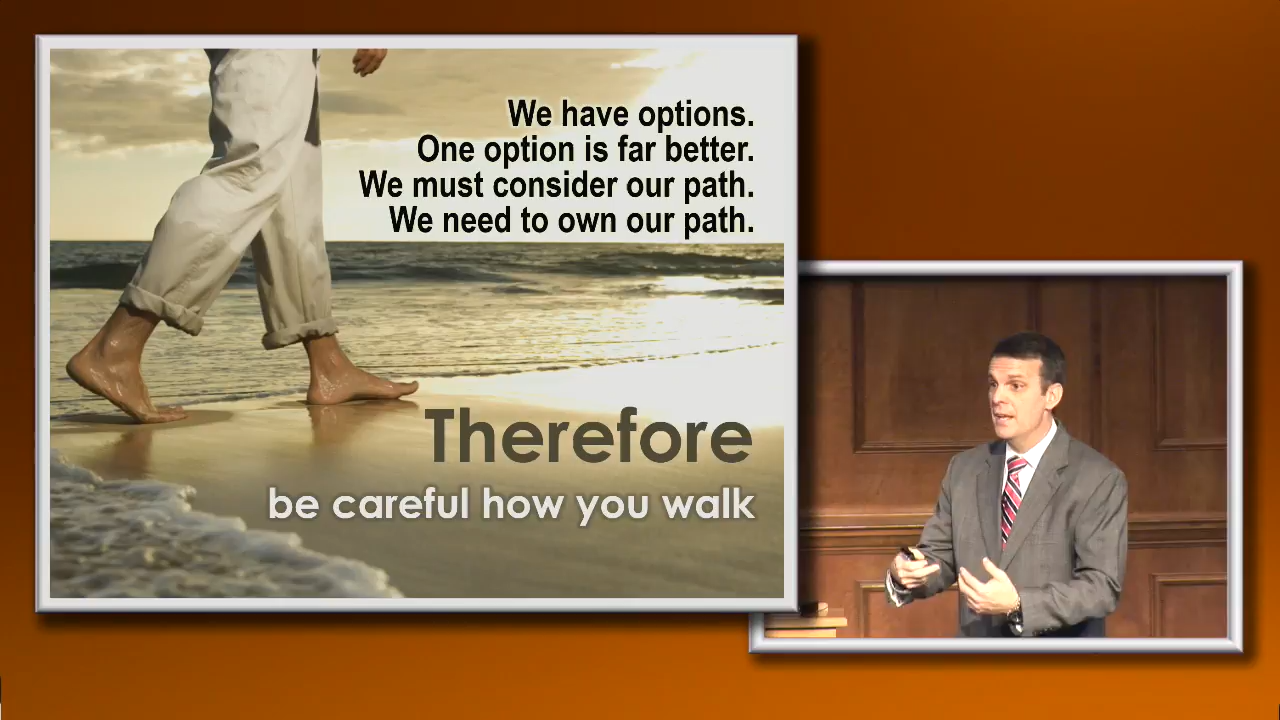 We have options.
One option is far better.
We must consider our path.
We need to own our path.
Therefore
be careful how you walk